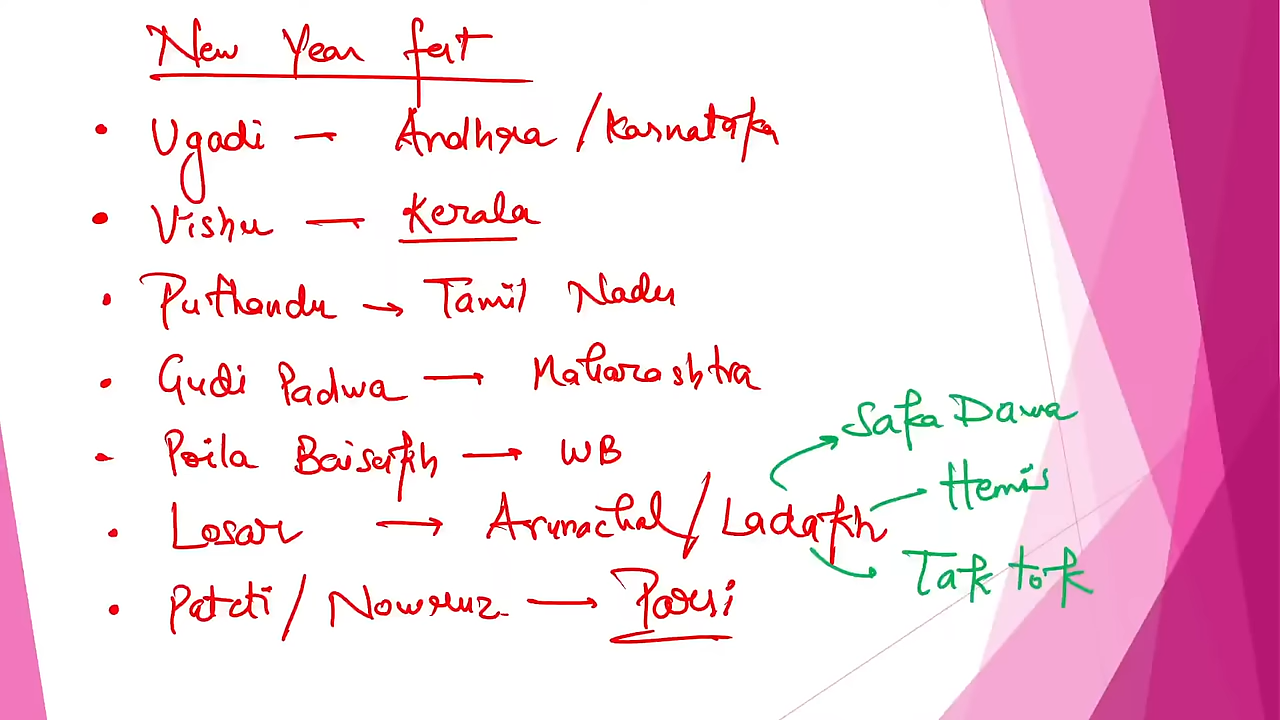 New Year fest
• Ugadi — Andhra / Karnataka
• Vishu — Kerala
• Puthandu → Tamil Nadu
• Gudi Padwa → Maharashtra
Saka Dawa
• Poila Baisakh → WB
Hemis
• Losar → Arunachal / Ladakh
Tak tok
• Pateti / Nowruz → Parsi